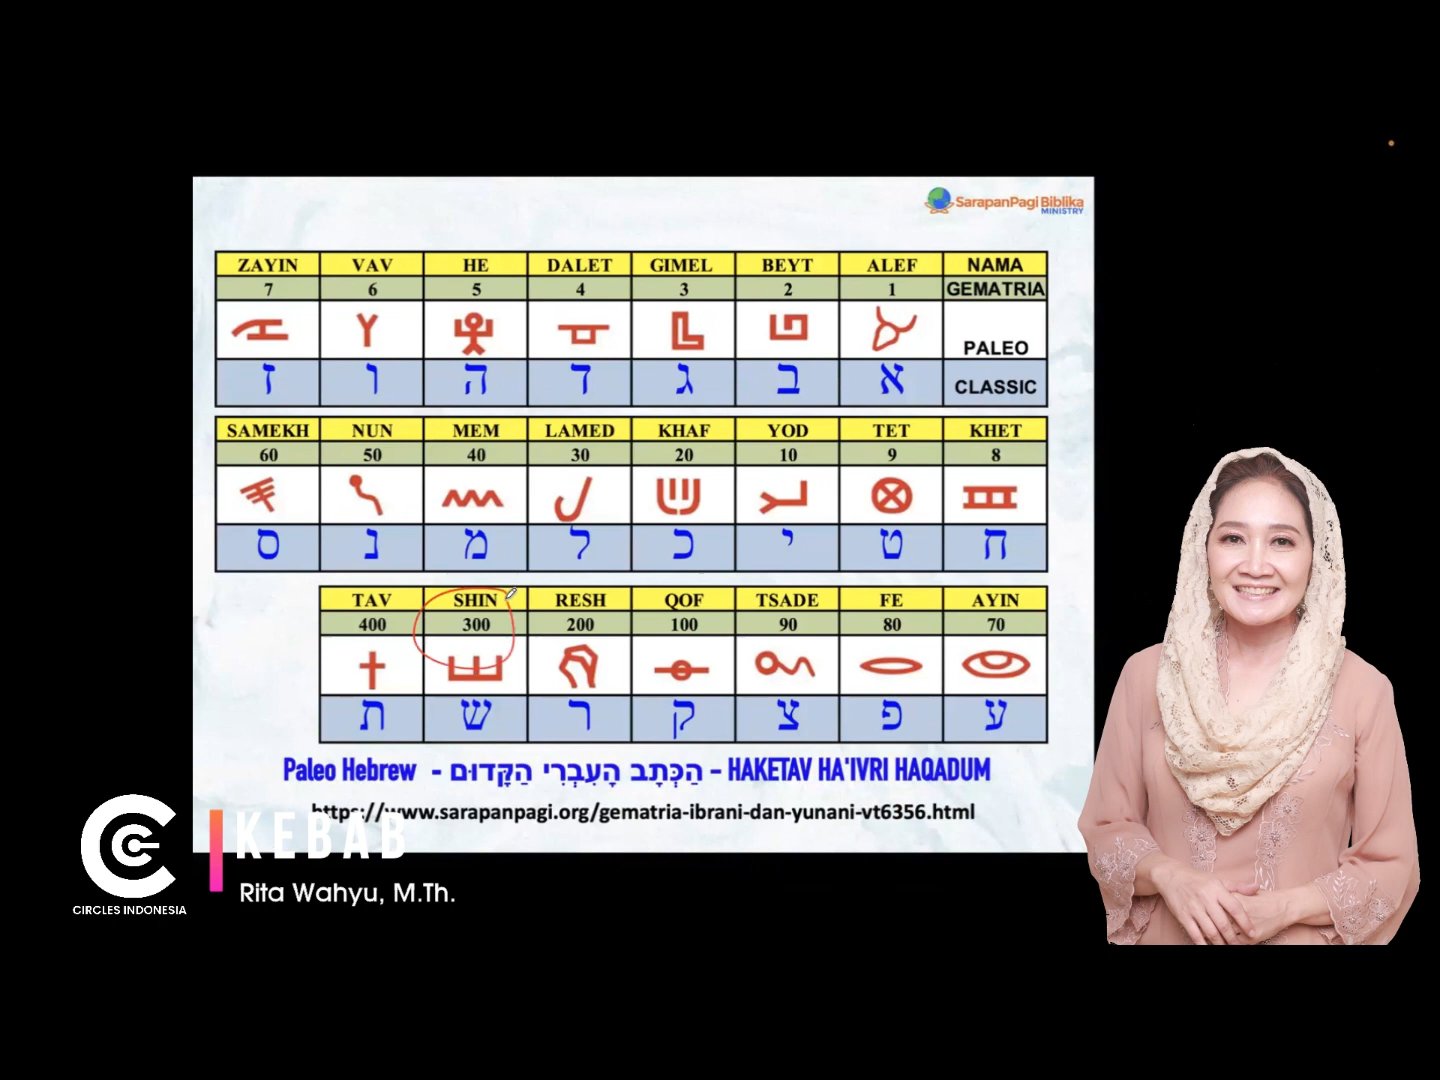 SarapanPagi Biblika
MINISTRY
ZAYIN VAV HE DALET GIMEL BEYT ALEF NAMA
7 6 5 4 3 2 1 GEMATRIA
PALEO
ז ו ה ד ג ב א CLASSIC
SAMEKH NUN MEM LAMED KHAF YOD TET KHET
60 50 40 30 20 10 9 8
ס נ מ ל כ י ט ח
TAV SHIN RESH QOF TSADE FE AYIN
400 300 200 100 90 80 70
ת ש ר ק צ פ ע
Paleo Hebrew - הַכְּתָב הָעִבְרִי הַקָּדוּם – HAKETAV HA'IVRI HAQADUM
https://www.sarapanpagi.org/gematria-ibrani-dan-yunani-vt6356.html
KEBAB
Rita Wahyu, M.Th.
CIRCLES INDONESIA